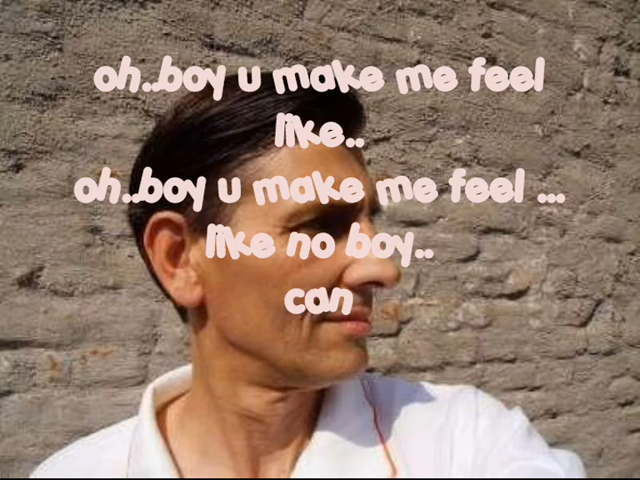 oh..boy u make me feel
like..
oh..boy u make me feel ...
like no boy..
can